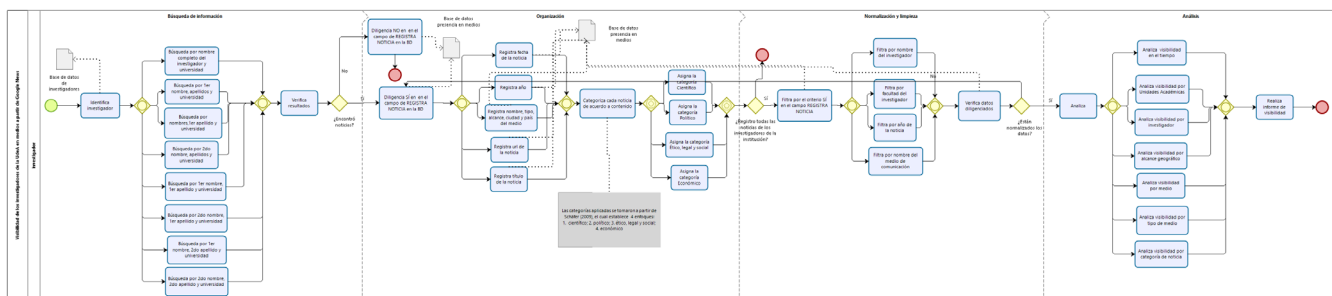 Visibilidad de los investigadores de la UdeA en medios a partir de Google News
Investigador
Búsqueda de información
Organización
Normalización y limpieza
Análisis
Base de datos
de
investigadores
Identifica
investigador
Búsqueda por nombre
completo del
investigador y
universidad
Búsqueda por 1er
nombre, apellidos y
universidad
Búsqueda por
nombres, 1er apellido y
universidad
Búsqueda por 2do
nombre, apellidos y
universidad
Búsqueda por 1er nombre,
1er apellido y universidad
Búsqueda por 2do nombre,
1er apellido y universidad
Búsqueda por 1er
nombre, 2do apellido y
universidad
Búsqueda por 2do nombre,
2do apellido y universidad
Verifica
resultados
¿Encontró
noticias?
No
Sí
Diligencia NO en en el
campo de REGISTRA
NOTICIA en la BD
Diligencia SÍ en en el
campo de REGISTRA
NOTICIA en la BD
Base de datos
presencia en medios
Registra fecha
de la noticia
Registra año
Registra nombre, tipo,
alcance, ciudad y país
del medio
Registra url de
la noticia
Registra título
de la noticia
Base de datos
presencia en
medios
Categoriza cada noticia
de acuerdo a contenido
Las categorías aplicadas se tomaron a partir de
Schäfer (2009), el cual establece 4 enfoques:
1. científico; 2. político; 3. ético, legal y social;
4. económico
Asigna la
categoría
Científico
Asigna la
categoría
Político
Asigna la categoría
Ético, legal y social
Asigna la
categoría
Económico
¿Registro todas las
noticias de los
investigadores de la
institución?
Sí
Filtra por el criterio SÍ
en el campo REGISTRA
NOTICIA
Filtra por nombre
del investigador
Filtra por
facultad del
investigador
Filtra por año de
la noticia
Filtra por nombre del
medio de
comunicación
Verifica datos
diligenciados
No
¿Están
normalizados los
datos?
Sí
Analiza
Analiza visibilidad
en el tiempo
Analiza visibilidad por
Unidades Académicas
Analiza visibilidad por
investigador
Analiza visibilidad por
alcance geográfico
Analiza visibilidad
por medio
Analiza visibilidad por
tipo de medio
Analiza visibilidad por
categoría de noticia
Realiza
informe de
visibilidad